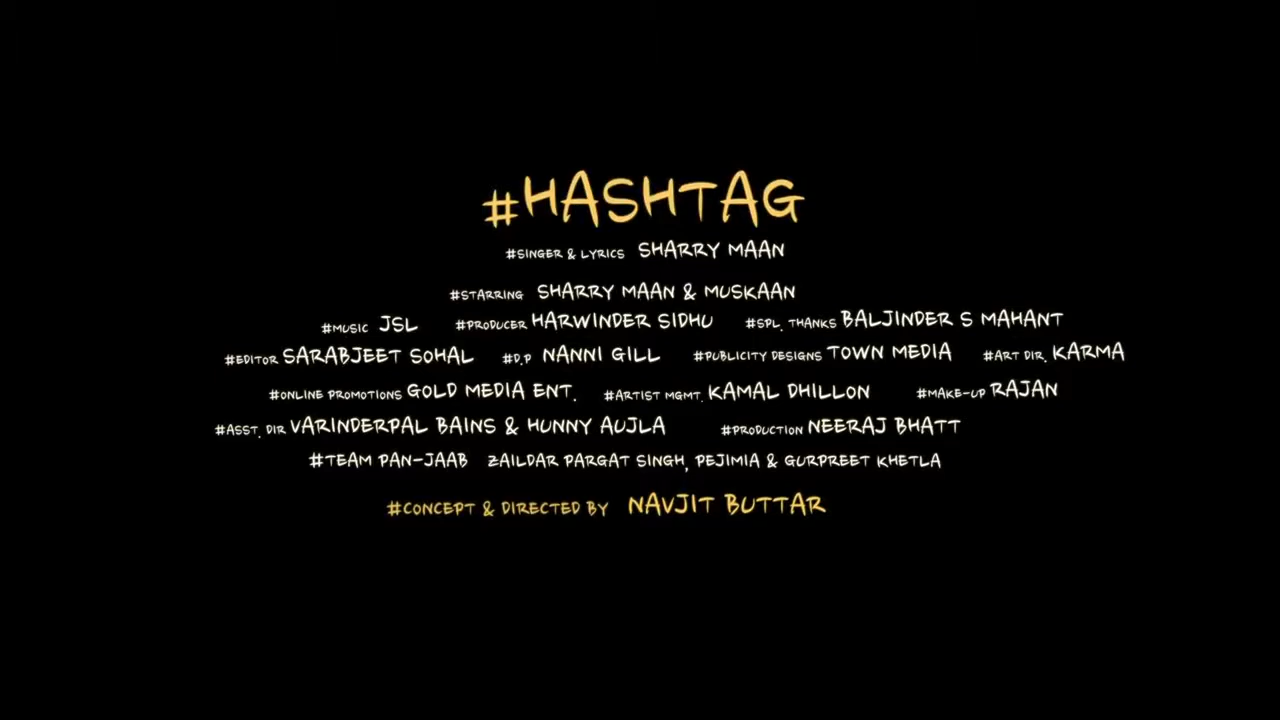 #HASHTAG
#SINGER & LYRICS SHARRY MAAN
#STARRING SHARRY MAAN & MUSKAAN
#MUSIC JSL #PRODUCER HARWINDER SIDHU #SPL. THANKS BALJINDER S MAHANT
#EDITOR SARABJEET SOHAL #D.P NANNI GILL #PUBLICITY DESIGNS TOWN MEDIA #ART DIR. KARMA
#ONLINE PROMOTIONS GOLD MEDIA ENT. #ARTIST MGMT. KAMAL DHILLON #MAKE-UP RAJAN
#ASST. DIR VARINDERPAL BAINS & HUNNY AUJLA #PRODUCTION NEERAJ BHATT
#TEAM PAN-JAAB ZAILDAR PARGAT SINGH, PEJIMIA & GURPREET KHETLA
#CONCEPT & DIRECTED BY NAVJIT BUTTAR